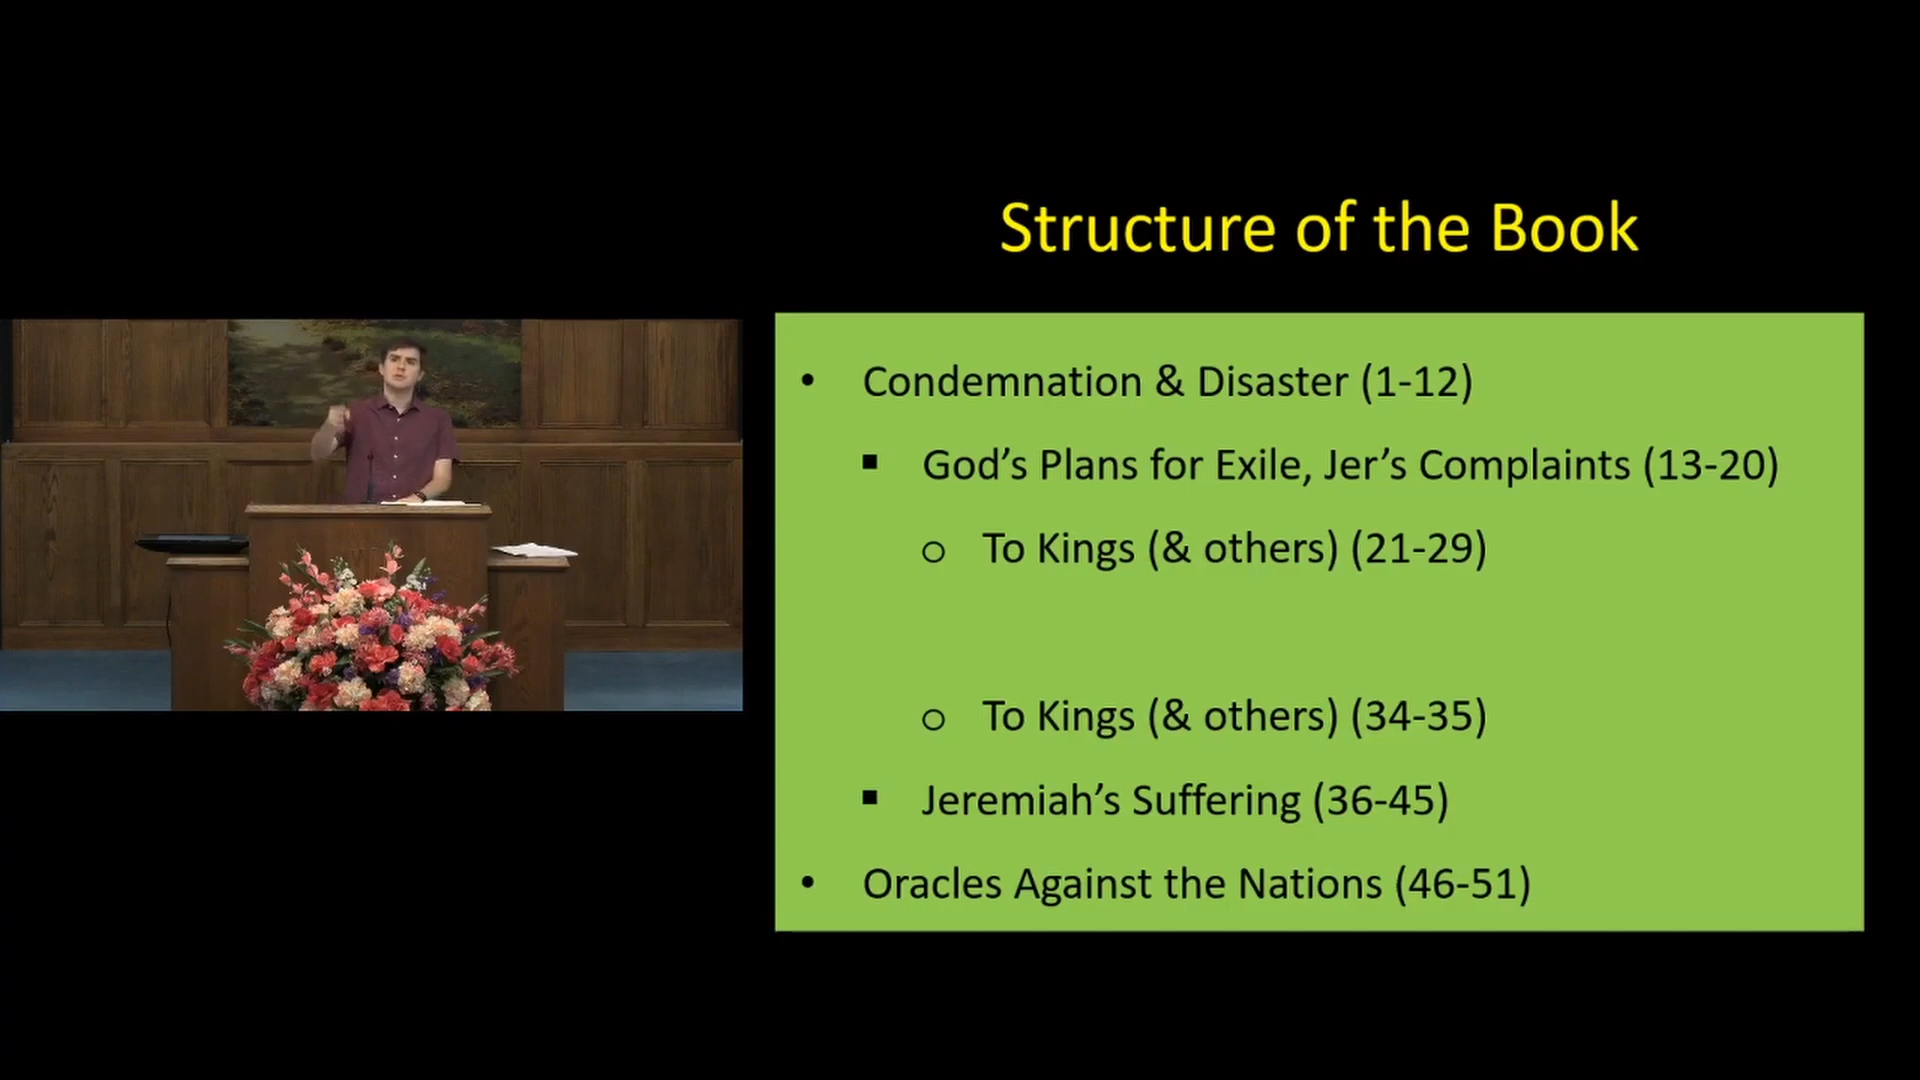 Structure of the Book
• Condemnation & Disaster (1-12)
▪ God’s Plans for Exile, Jer’s Complaints (13-20)
o To Kings (& others) (21-29)
o To Kings (& others) (34-35)
▪ Jeremiah’s Suffering (36-45)
• Oracles Against the Nations (46-51)